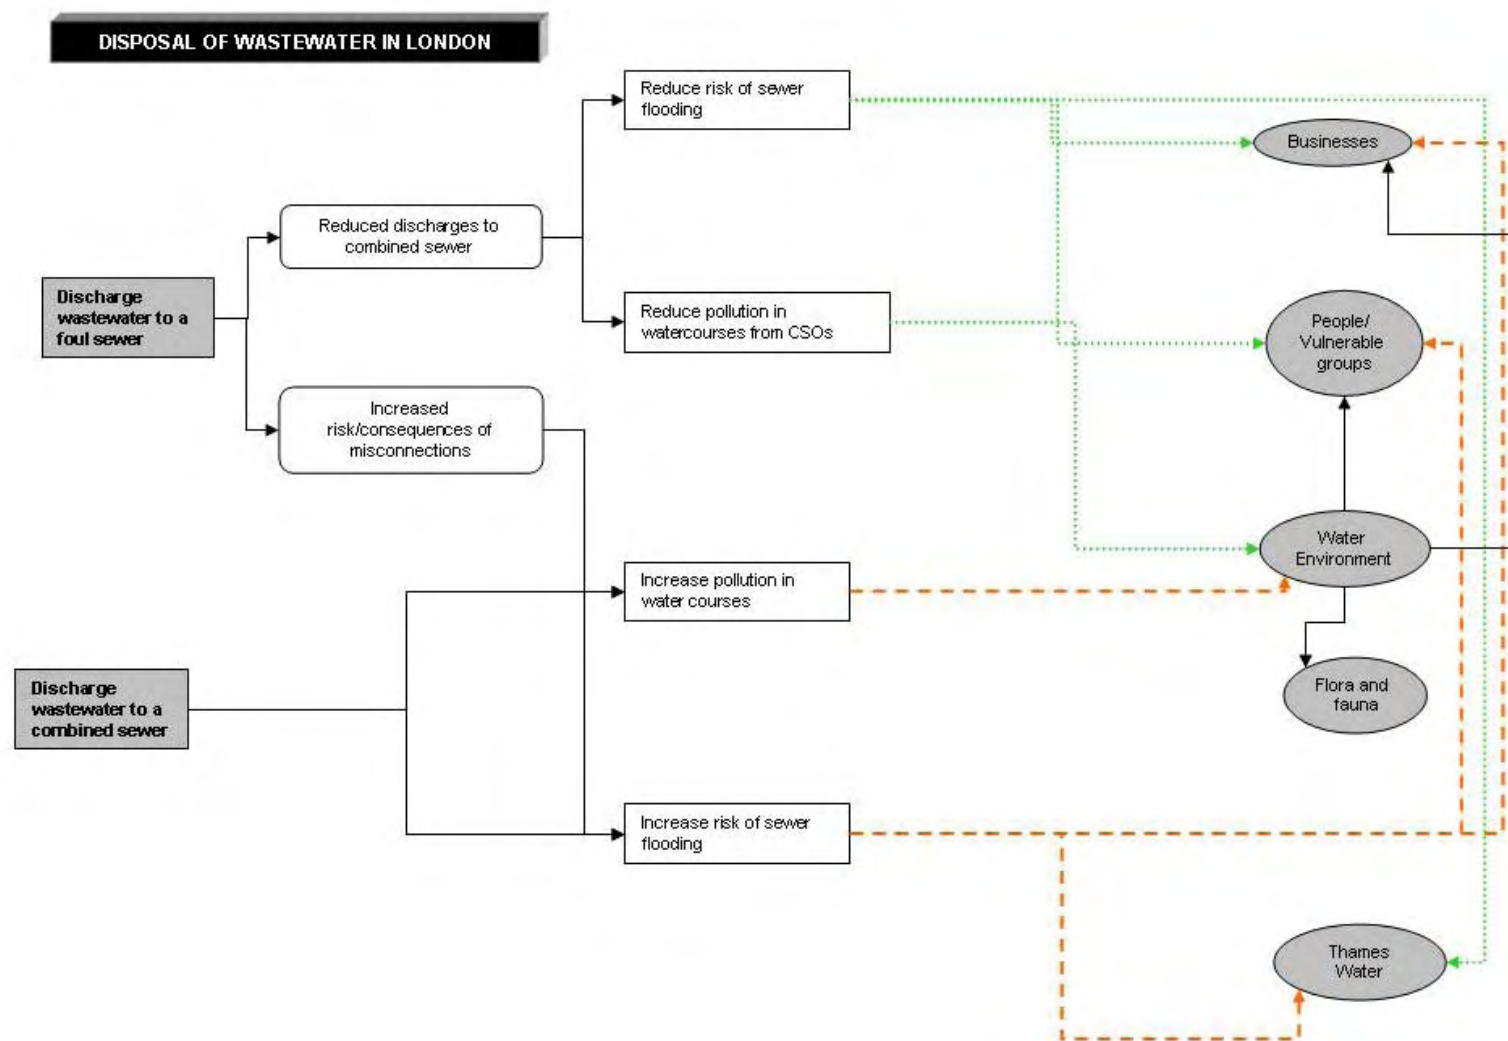 DISPOSAL OF WASTEWATER IN LONDON
Reduce risk of sewer
flooding
Businesses
Reduced discharges to
combined sewer
Discharge
wastewater to a
foul sewer
Reduce pollution in
watercourses from CSOs
People/
Vulnerable
groups
Increased
risk/consequences of
misconnections
Water
Environment
Increase pollution in
water courses
Discharge
wastewater to a
combined sewer
Flora and
fauna
Increase risk of sewer
flooding
Thames
Water